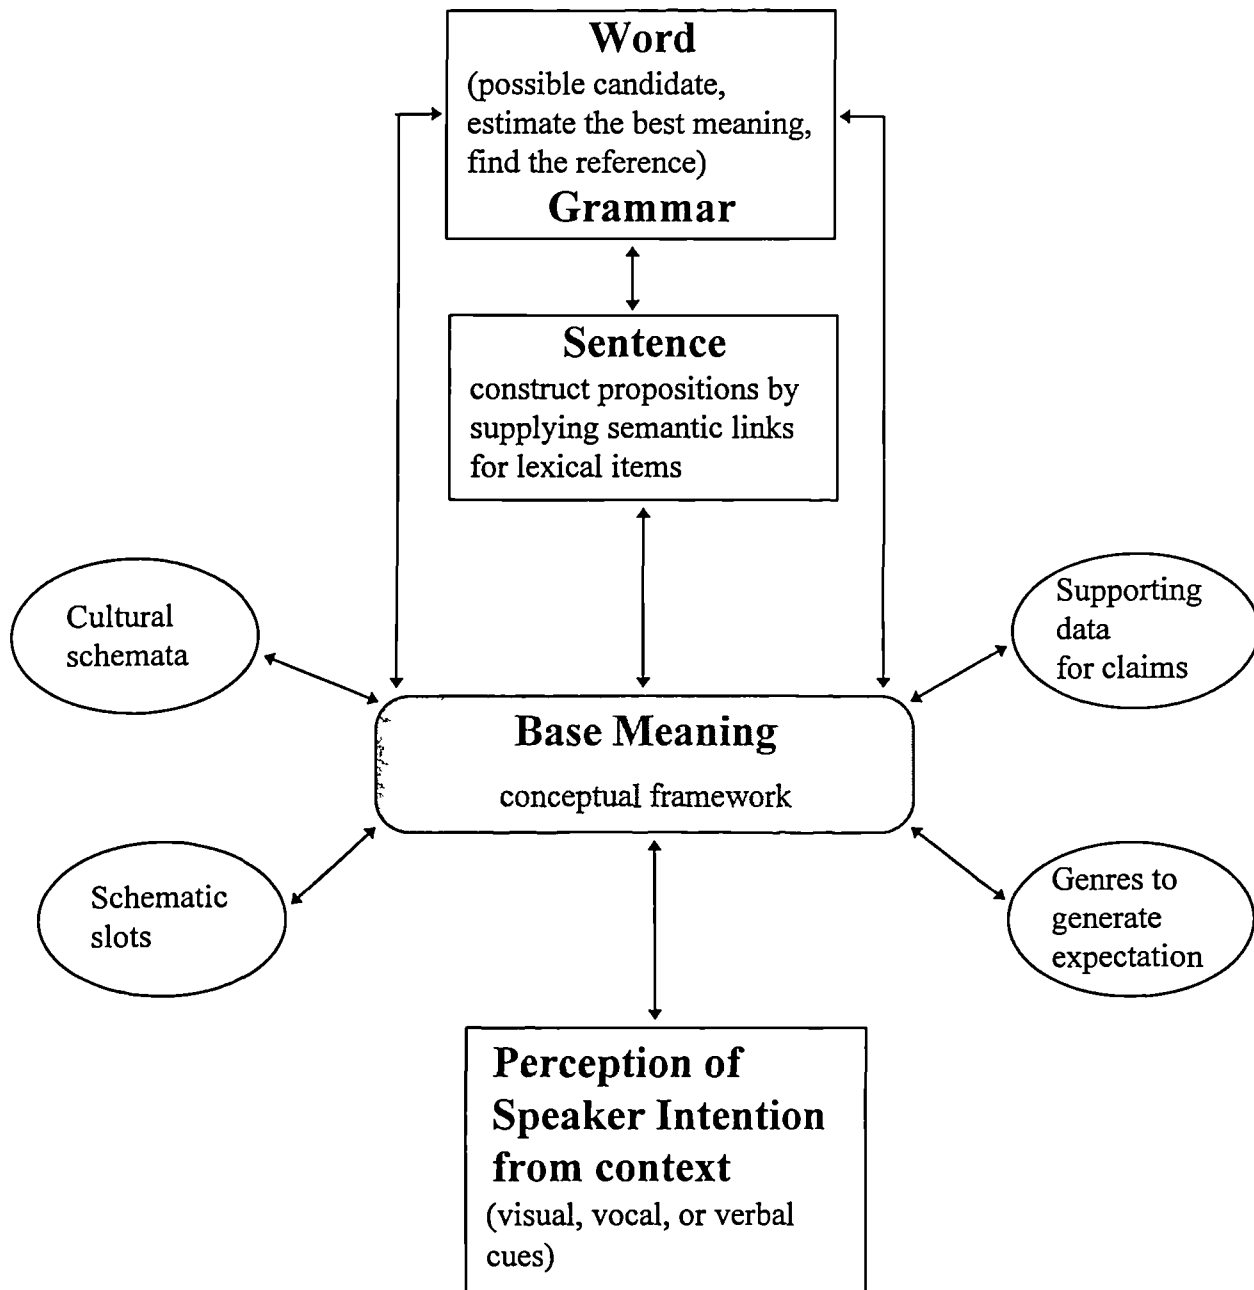 Word
(possible candidate,
estimate the best meaning,
find the reference)
Grammar
Sentence
construct propositions by
supplying semantic links
for lexical items
Cultural
schemata
Supporting
data
for claims
Base Meaning
conceptual framework
Schematic
slots
Genres to
generate
expectation
Perception of
Speaker Intention
from context
(visual, vocal, or verbal
cues)